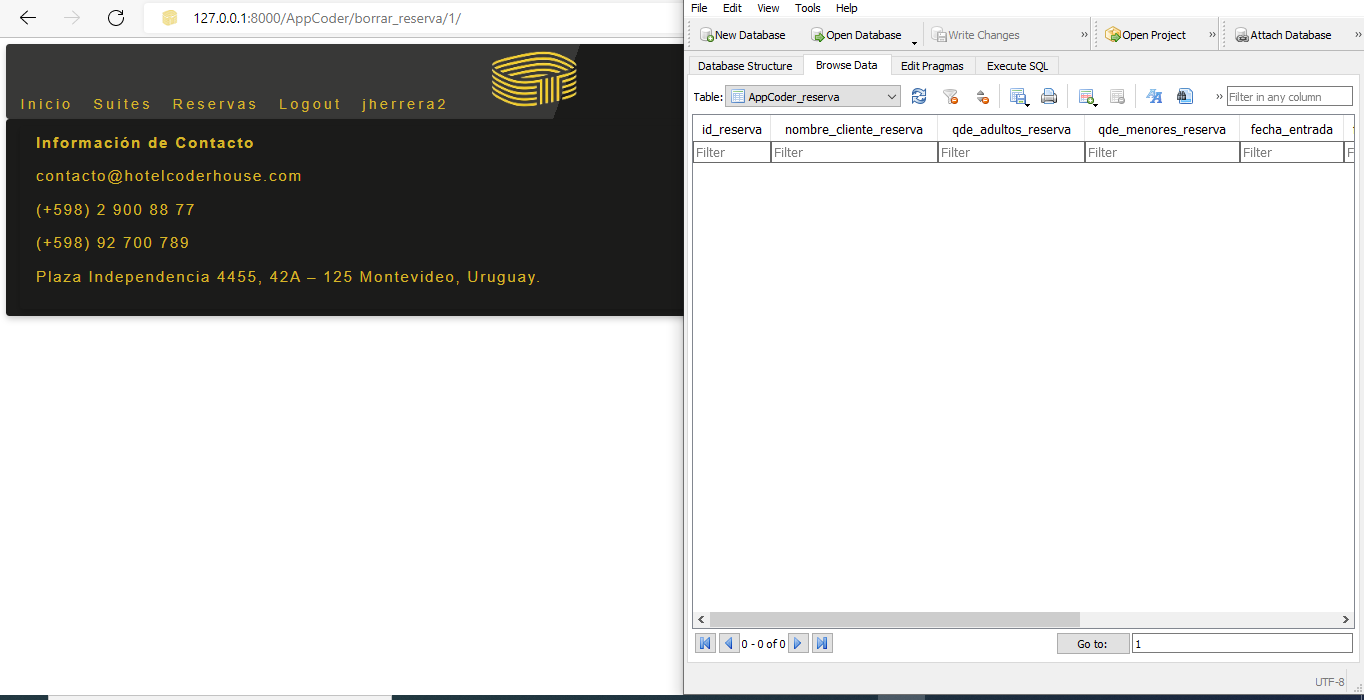 127.0.0.1:8000/AppCoder/borrar_reserva/1/
Inicio Suites Reservas Logout jherrera2
Información de Contacto
contacto@hotelcoderhouse.com
(+598) 2 900 88 77
(+598) 92 700 789
Plaza Independencia 4455, 42A – 125 Montevideo, Uruguay.
File Edit View Tools Help
New Database Open Database Write Changes » Open Project » Attach Database »
Database Structure Browse Data Edit Pragmas Execute SQL
Table: AppCoder_reserva » Filter in any column
id_reserva nombre_cliente_reserva qde_adultos_reserva qde_menores_reserva fecha_entrada
Filter Filter Filter Filter Filter F
0 - 0 of 0 Go to: 1
UTF-8